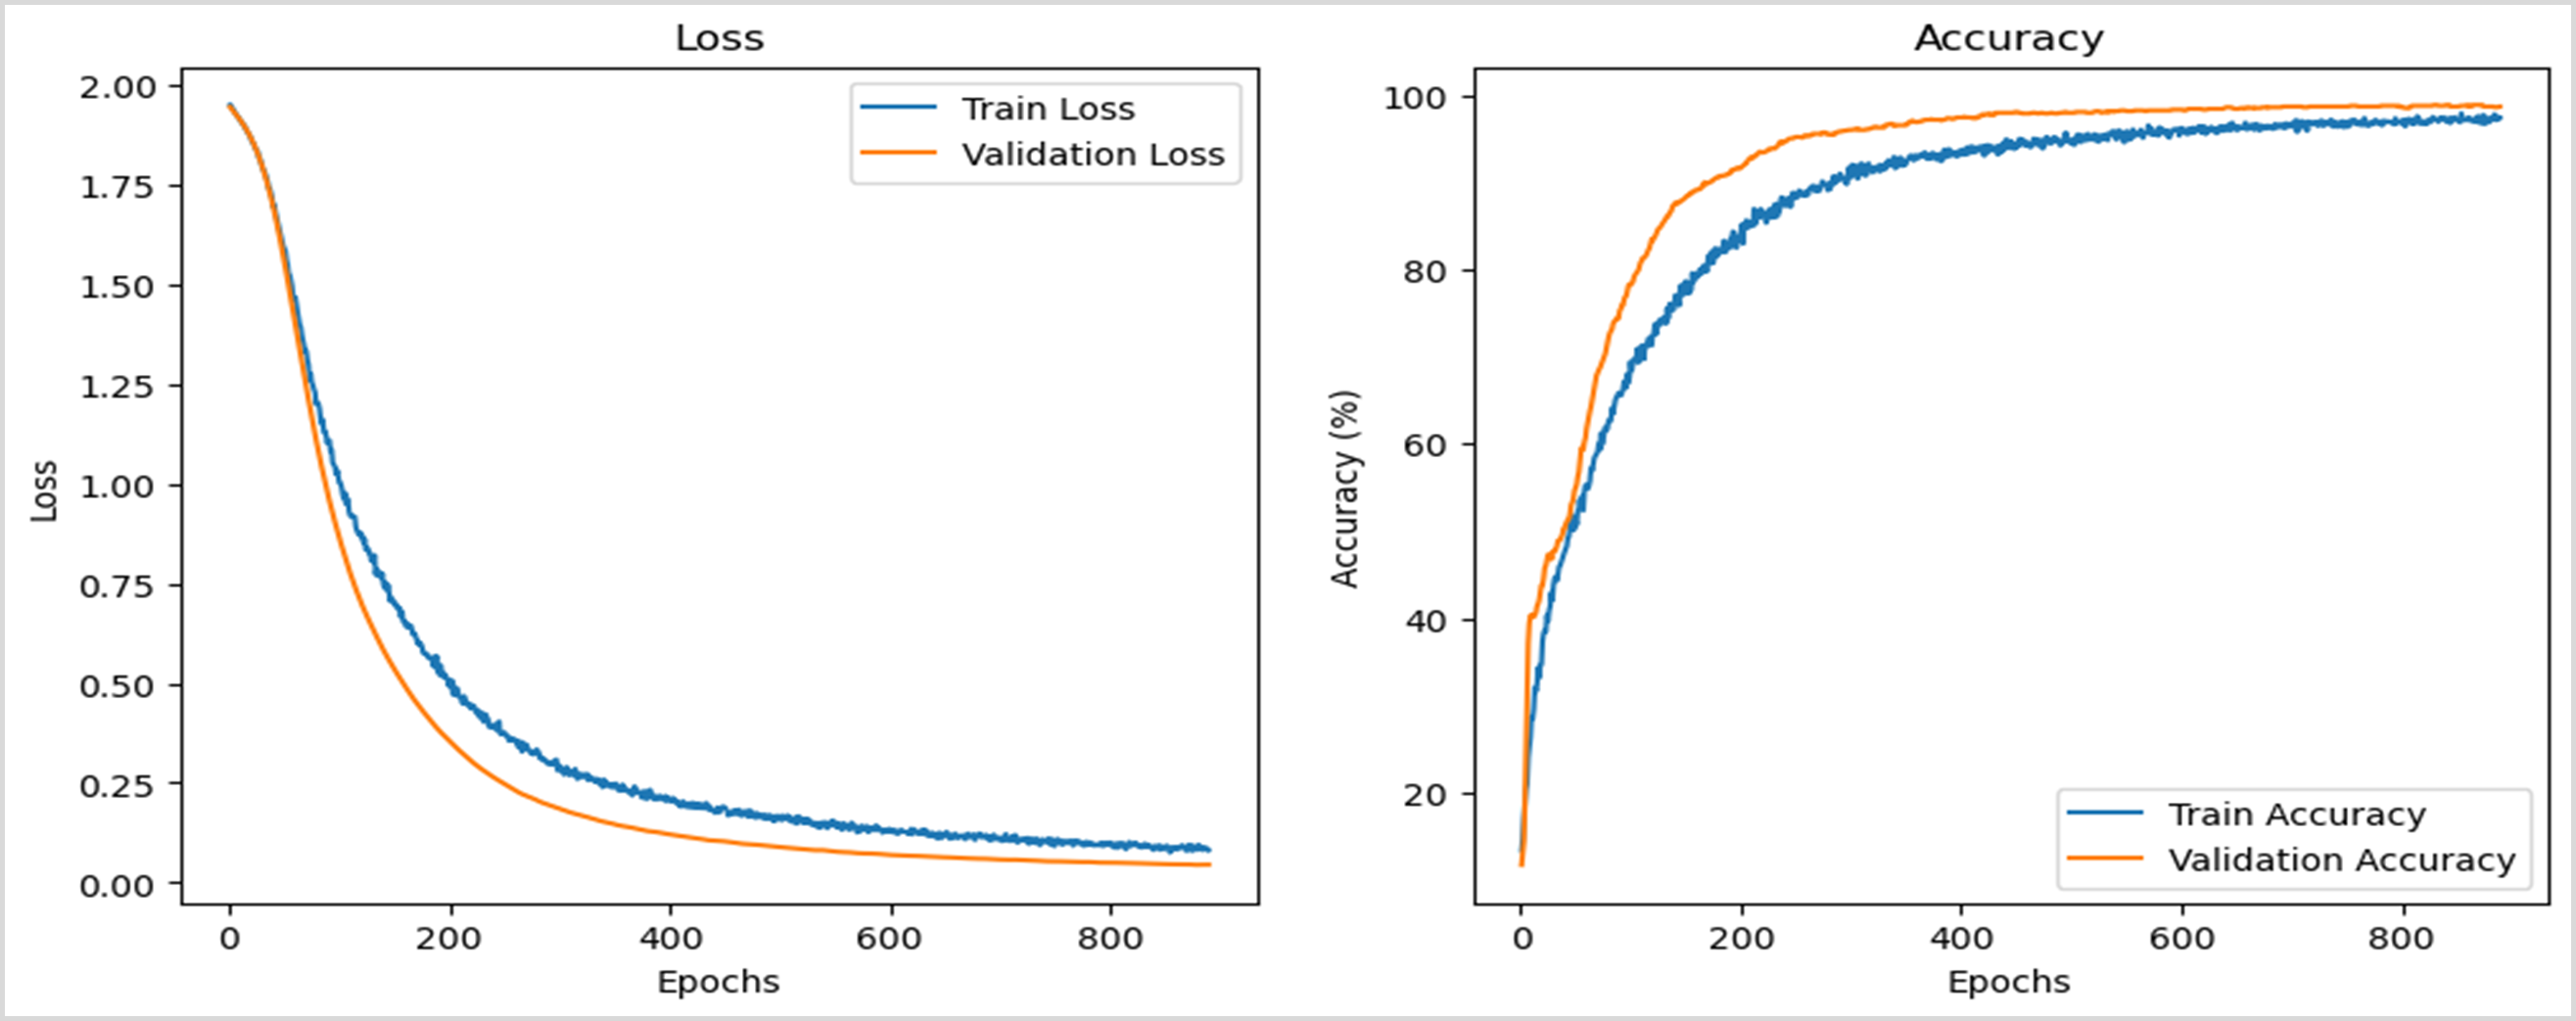 Loss
2.00
1.75
1.50
1.25
1.00
0.75
0.50
0.25
0.00
Loss
Train Loss
Validation Loss
0 200 400 600 800
Epochs
Accuracy
100
80
60
40
20
Accuracy (%)
Train Accuracy
Validation Accuracy
0 200 400 600 800
Epochs